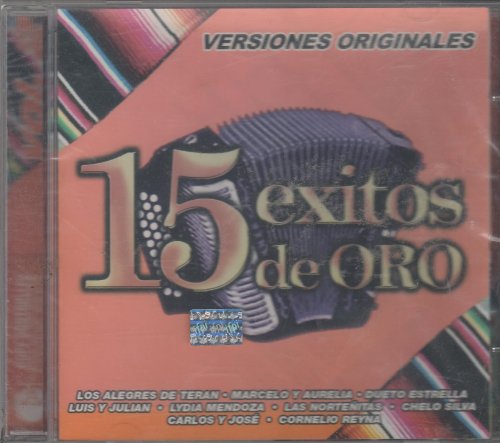 VERSIONES ORIGINALES
15 exitos
de ORO
LOS ALEGRES DE TERAN • MARCELO Y AURELIA • DUETO ESTRELLA
LUIS Y JULIAN • LYDIA MENDOZA • LAS NORTEÑITAS • CHELO SILVA
CARLOS Y JOSÉ • CORNELIO REYNA